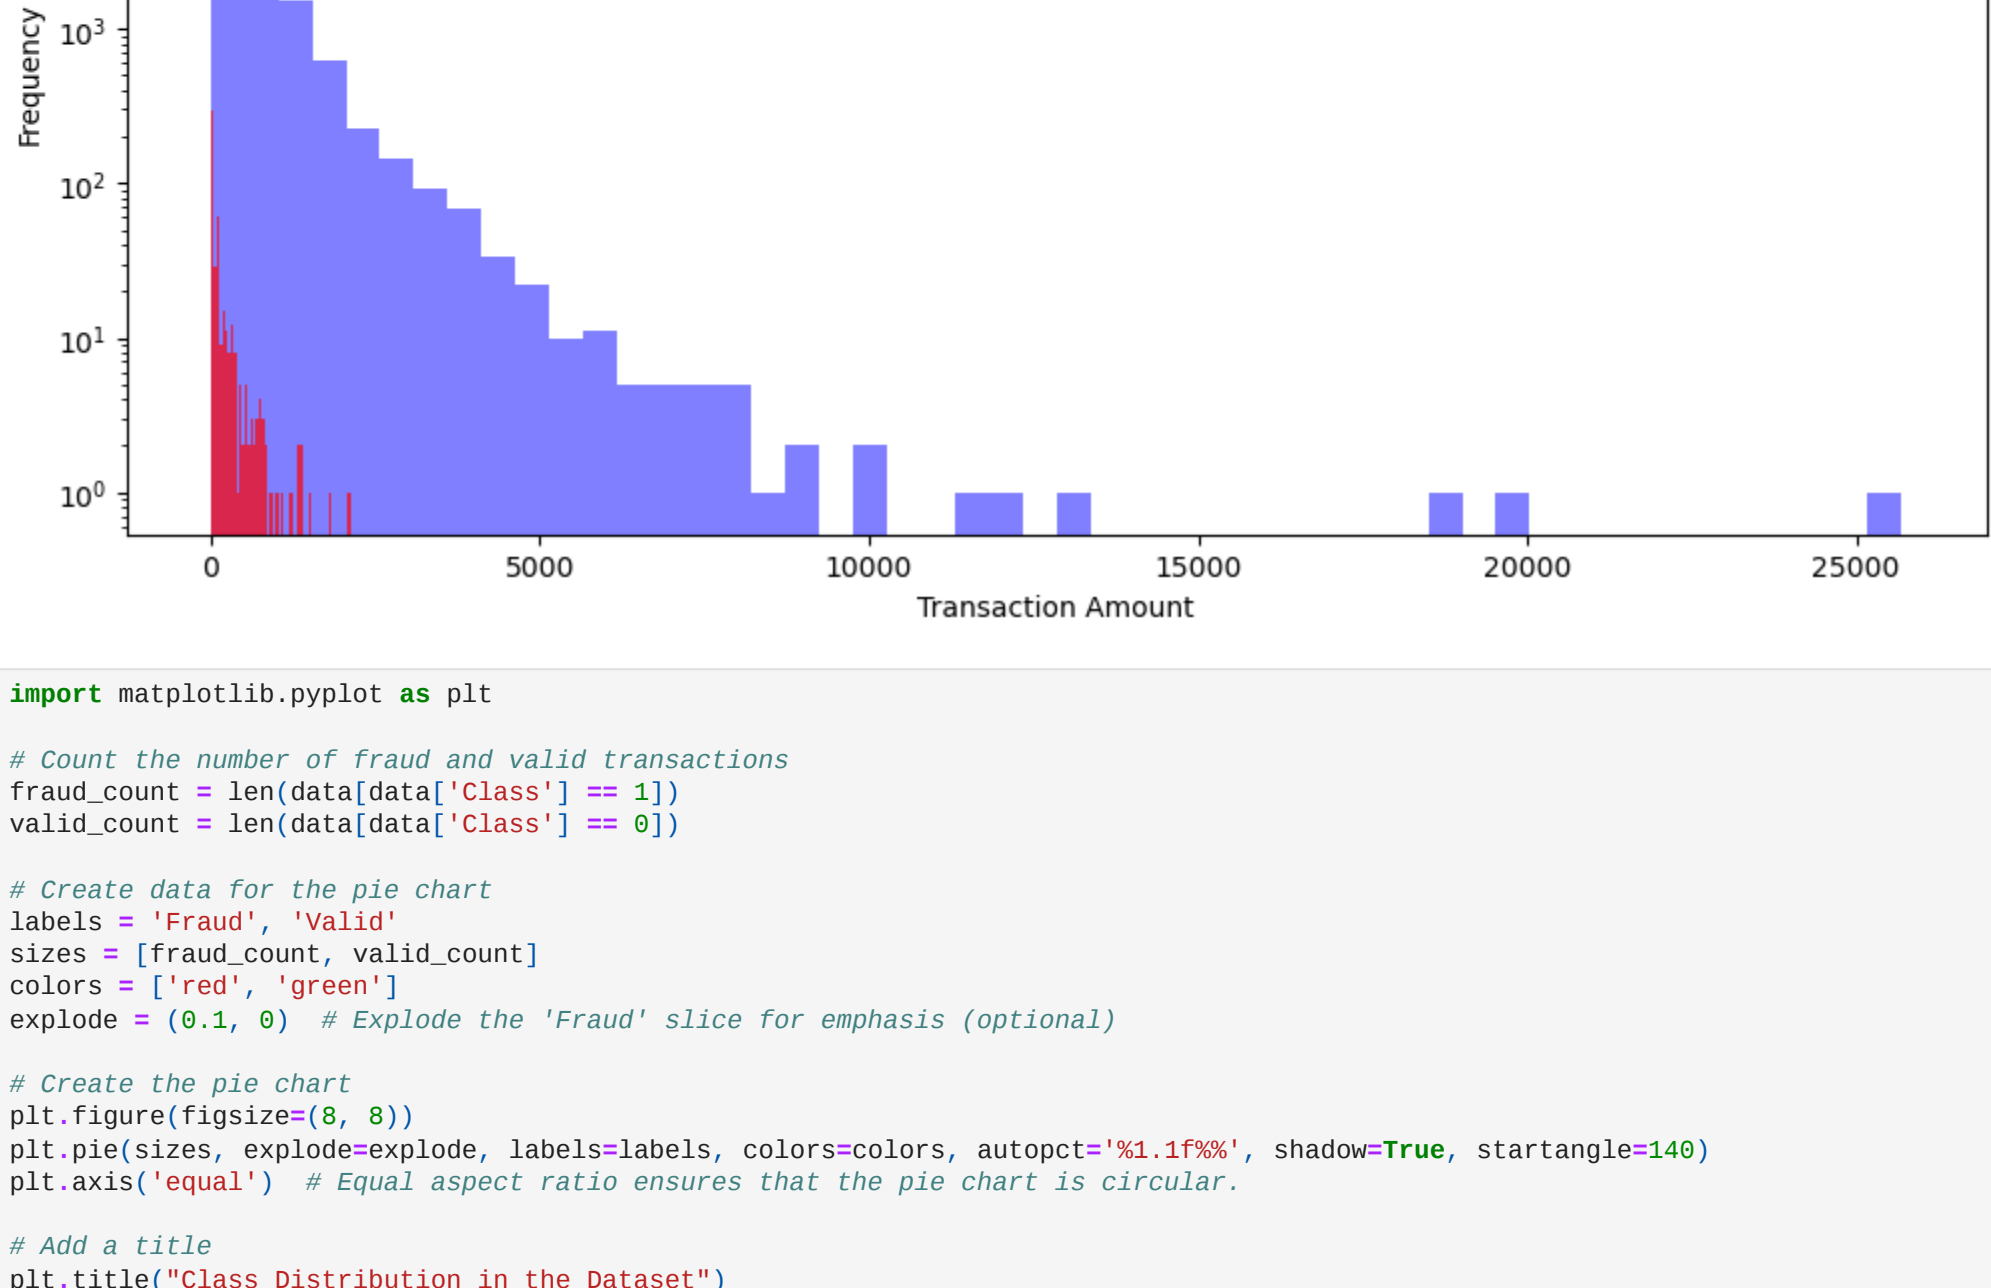 Frequency
10³
10²
10¹
10⁰
0 5000 10000 15000 20000 25000
Transaction Amount
import matplotlib.pyplot as plt
# Count the number of fraud and valid transactions
fraud_count = len(data[data['Class'] == 1])
valid_count = len(data[data['Class'] == 0])
# Create data for the pie chart
labels = 'Fraud', 'Valid'
sizes = [fraud_count, valid_count]
colors = ['red', 'green']
explode = (0.1, 0)  # Explode the 'Fraud' slice for emphasis (optional)
# Create the pie chart
plt.figure(figsize=(8, 8))
plt.pie(sizes, explode=explode, labels=labels, colors=colors, autopct='%1.1f%%', shadow=True, startangle=140)
plt.axis('equal')  # Equal aspect ratio ensures that the pie chart is circular.
# Add a title
plt.title("Class Distribution in the Dataset")